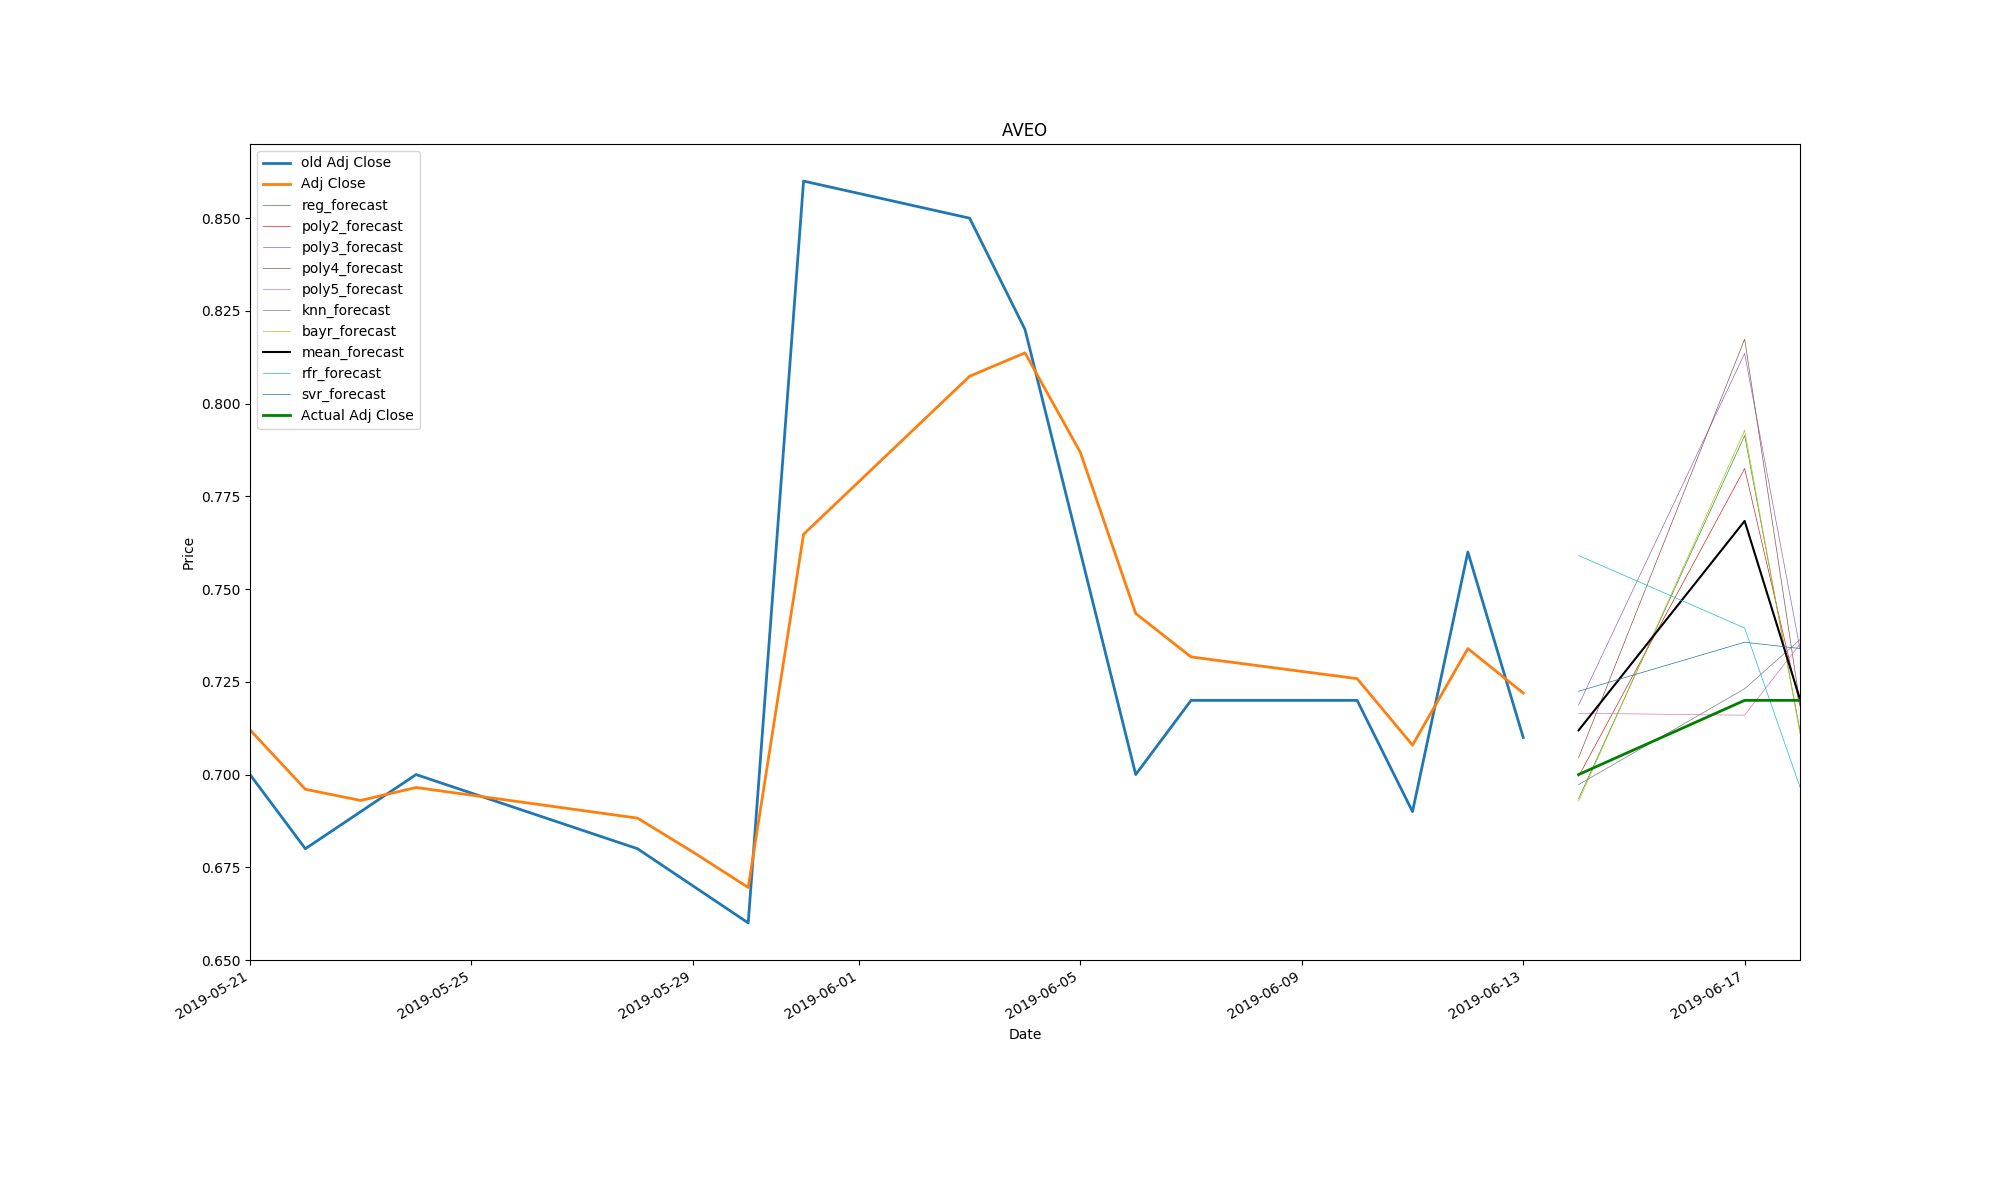 AVEO
old Adj Close
Adj Close
reg_forecast
poly2_forecast
poly3_forecast
poly4_forecast
poly5_forecast
knn_forecast
bayr_forecast
mean_forecast
rfr_forecast
svr_forecast
Actual Adj Close
0.850
0.825
0.800
0.775
0.750
0.725
0.700
0.675
0.650
Price
2019-05-21
2019-05-25
2019-05-29
2019-06-01
2019-06-05
2019-06-09
2019-06-13
2019-06-17
Date